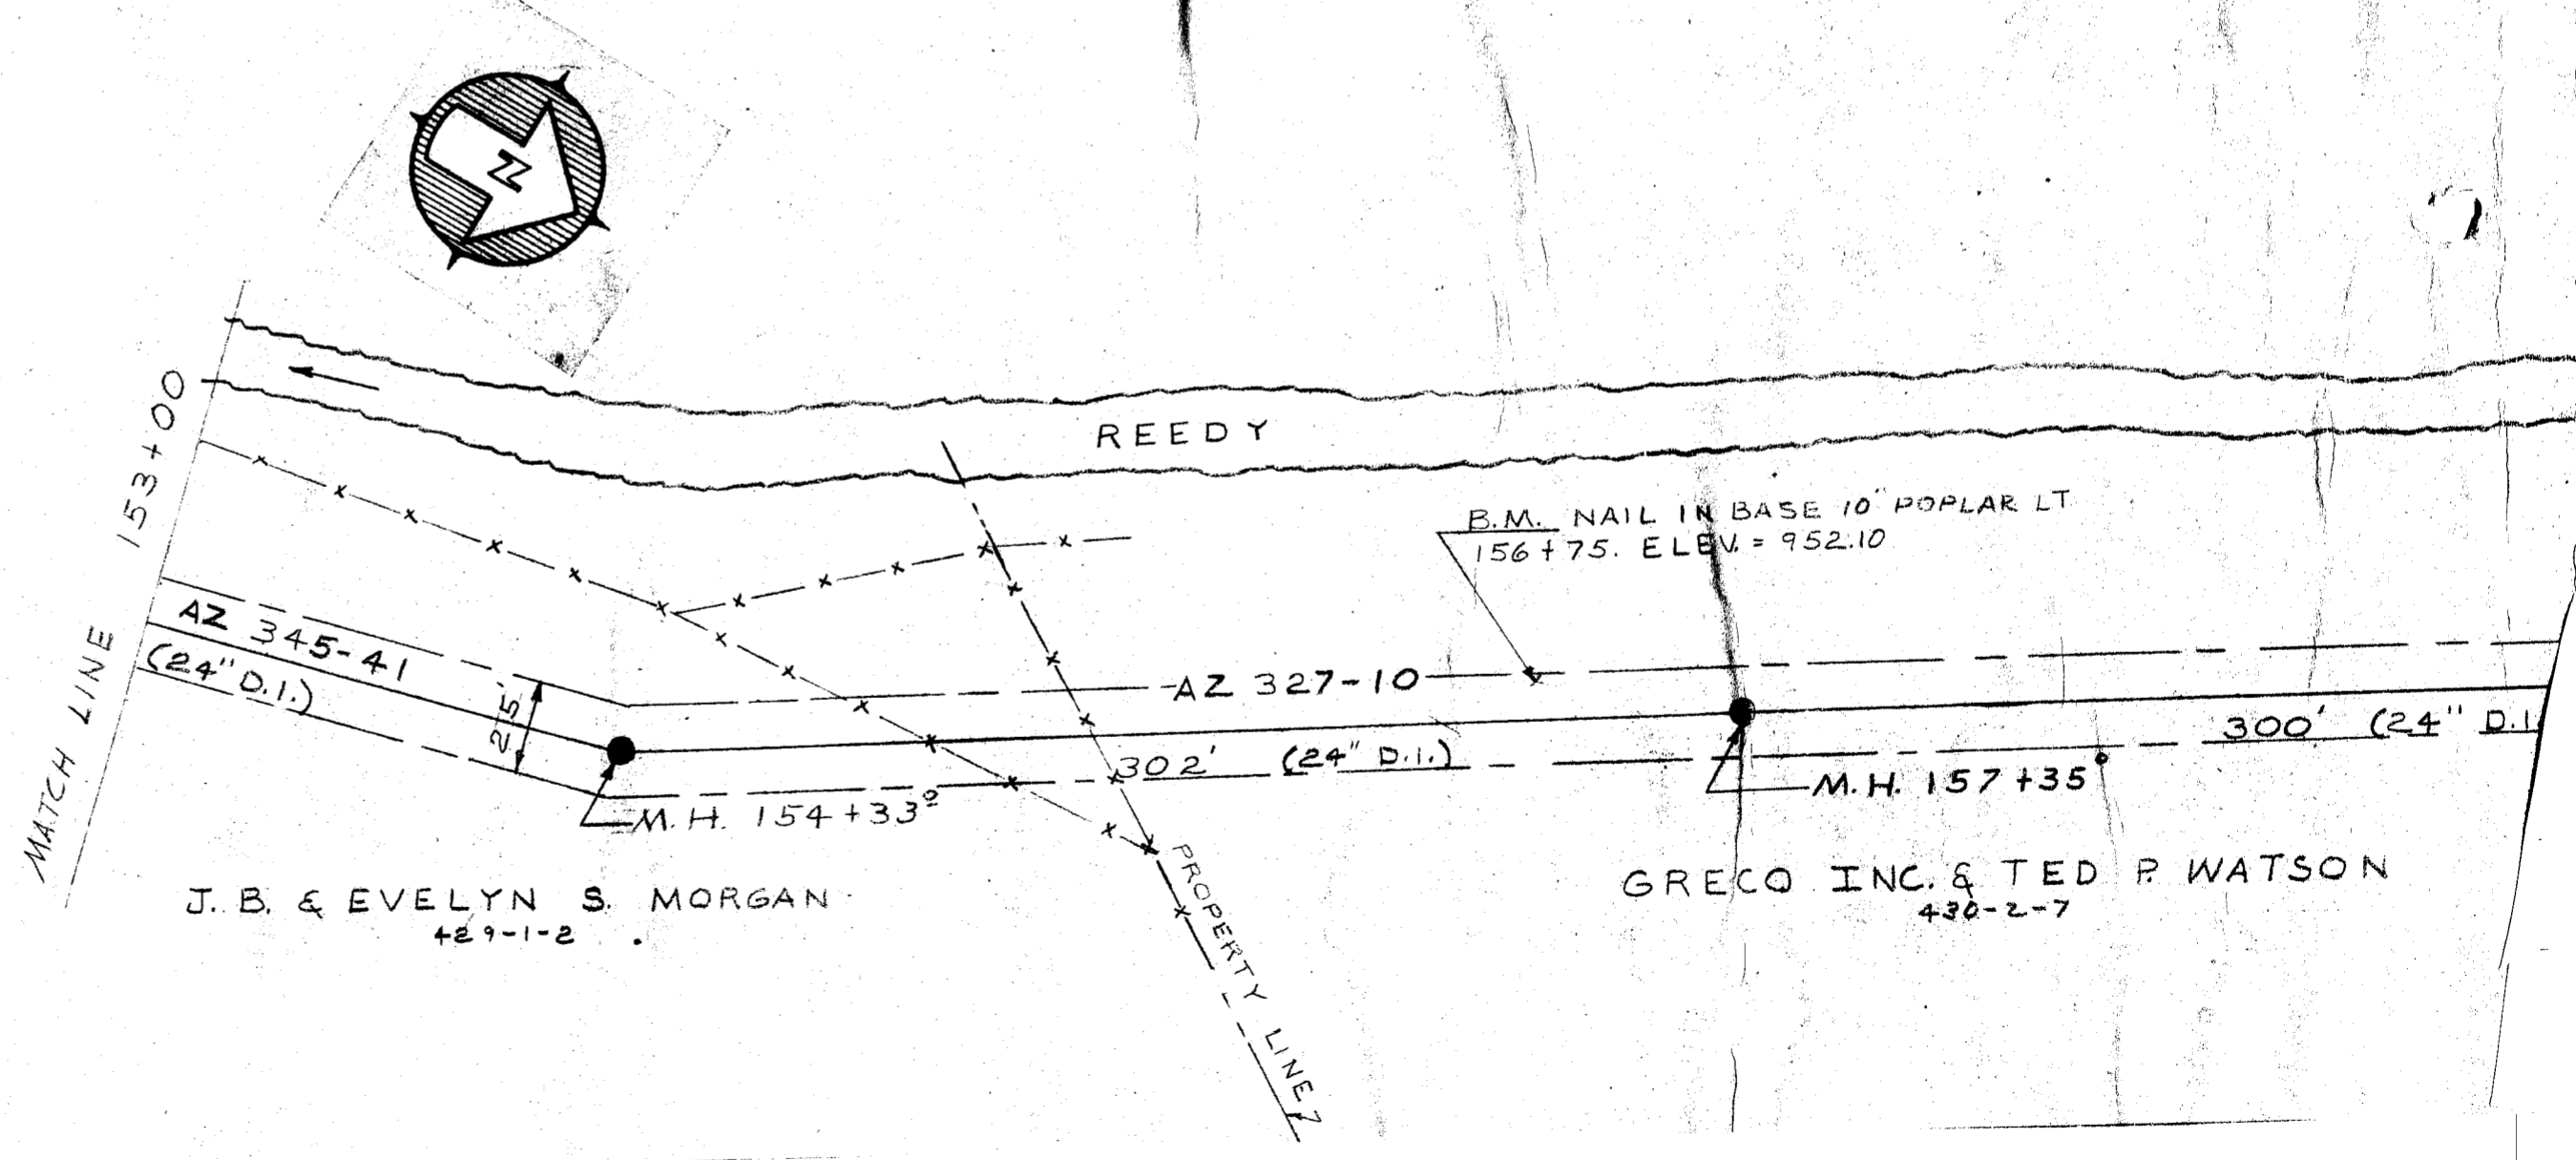 N
REEDY
MATCH LINE 153+00
B.M. NAIL IN BASE 10" POPLAR LT
156+75. ELEV. = 952.10
AZ 345-41
(24" D.I.)
25'
AZ 327-10
302' (24" D.I.)
300' (24" D.I.
M.H. 154+33º
M.H. 157+35º
PROPERTY LINE
J. B. & EVELYN S. MORGAN
429-1-2
GRECO INC. & TED P. WATSON
430-2-7